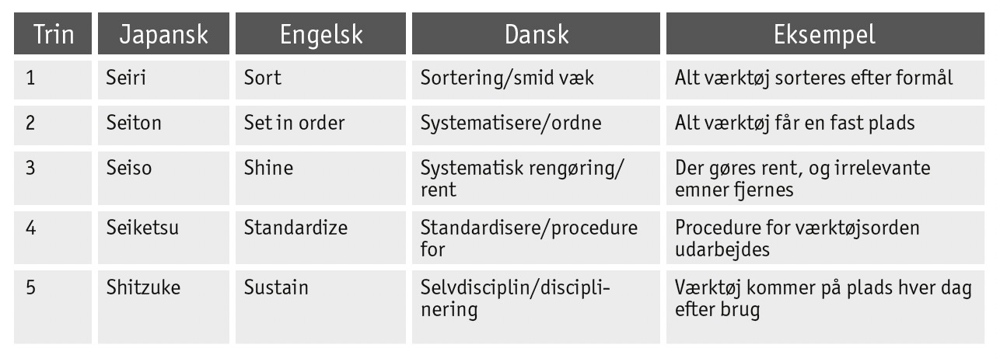 Trin Japansk Engelsk Dansk Eksempel
1 Seiri Sort Sortering/smid væk Alt værktøj sorteres efter formål
2 Seiton Set in order Systematisere/ordne Alt værktøj får en fast plads
3 Seiso Shine Systematisk rengøring/ Der gøres rent, og irrelevante
rent emner fjernes
4 Seiketsu Standardize Standardisere/procedure Procedure for værktøjsorden
for udarbejdes
5 Shitzuke Sustain Selvdisciplin/discipli- Værktøj kommer på plads hver dag
nering efter brug